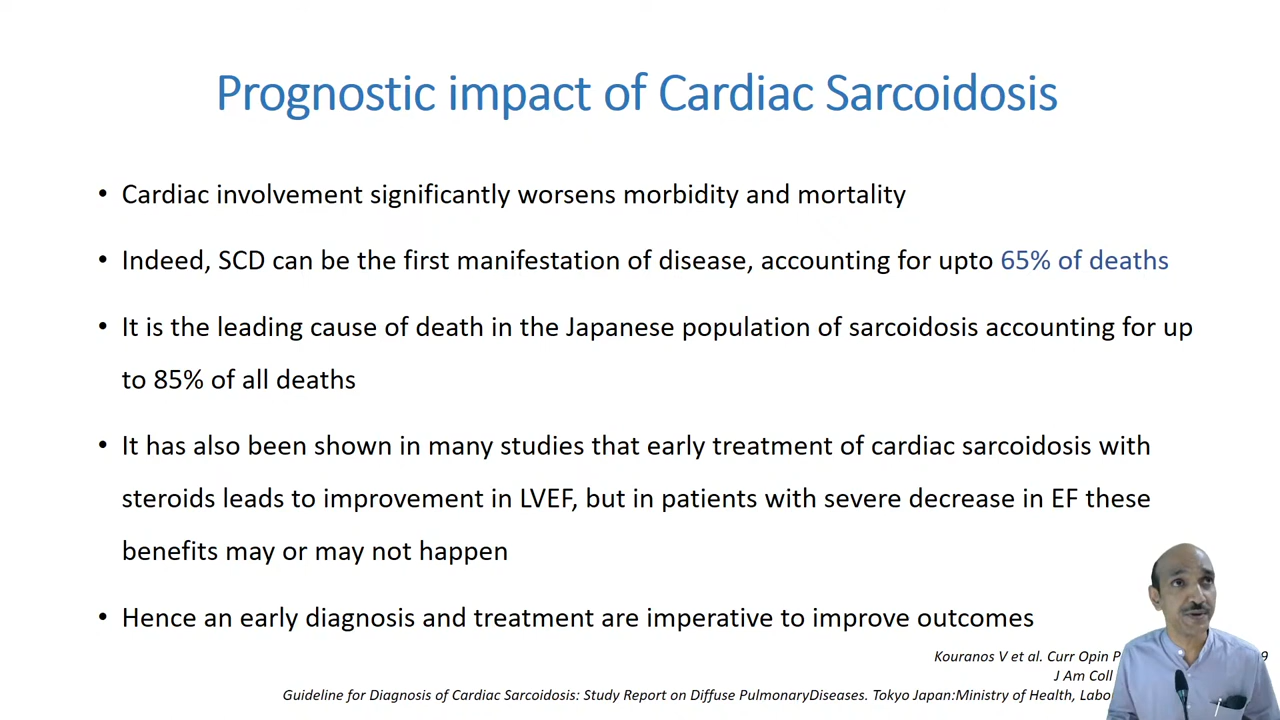 Prognostic impact of Cardiac Sarcoidosis
• Cardiac involvement significantly worsens morbidity and mortality
• Indeed, SCD can be the first manifestation of disease, accounting for upto 65% of deaths
• It is the leading cause of death in the Japanese population of sarcoidosis accounting for up
to 85% of all deaths
• It has also been shown in many studies that early treatment of cardiac sarcoidosis with
steroids leads to improvement in LVEF, but in patients with severe decrease in EF these
benefits may or may not happen
• Hence an early diagnosis and treatment are imperative to improve outcomes
Kouranos V et al. Curr Opin
J Am Coll
Guideline for Diagnosis of Cardiac Sarcoidosis: Study Report on Diffuse PulmonaryDiseases. Tokyo Japan:Ministry of Health,